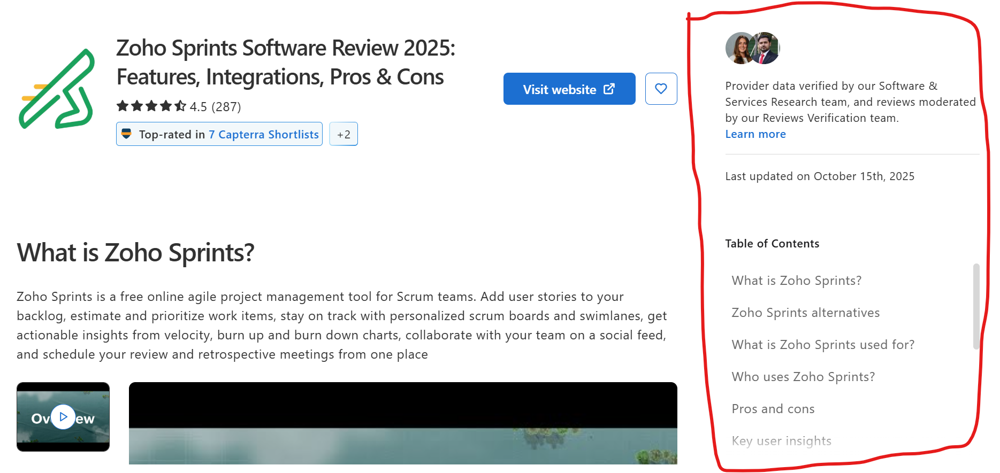 Zoho Sprints Software Review 2025:
Features, Integrations, Pros & Cons
4.5 (287)
Top-rated in 7 Capterra Shortlists
+2
Visit website
What is Zoho Sprints?
Zoho Sprints is a free online agile project management tool for Scrum teams. Add user stories to your
backlog, estimate and prioritize work items, stay on track with personalized scrum boards and swimlanes, get
actionable insights from velocity, burn up and burn down charts, collaborate with your team on a social feed,
and schedule your review and retrospective meetings from one place
Ov ew
Provider data verified by our Software &
Services Research team, and reviews moderated
by our Reviews Verification team.
Learn more
Last updated on October 15th, 2025
Table of Contents
What is Zoho Sprints?
Zoho Sprints alternatives
What is Zoho Sprints used for?
Who uses Zoho Sprints?
Pros and cons
Key user insights